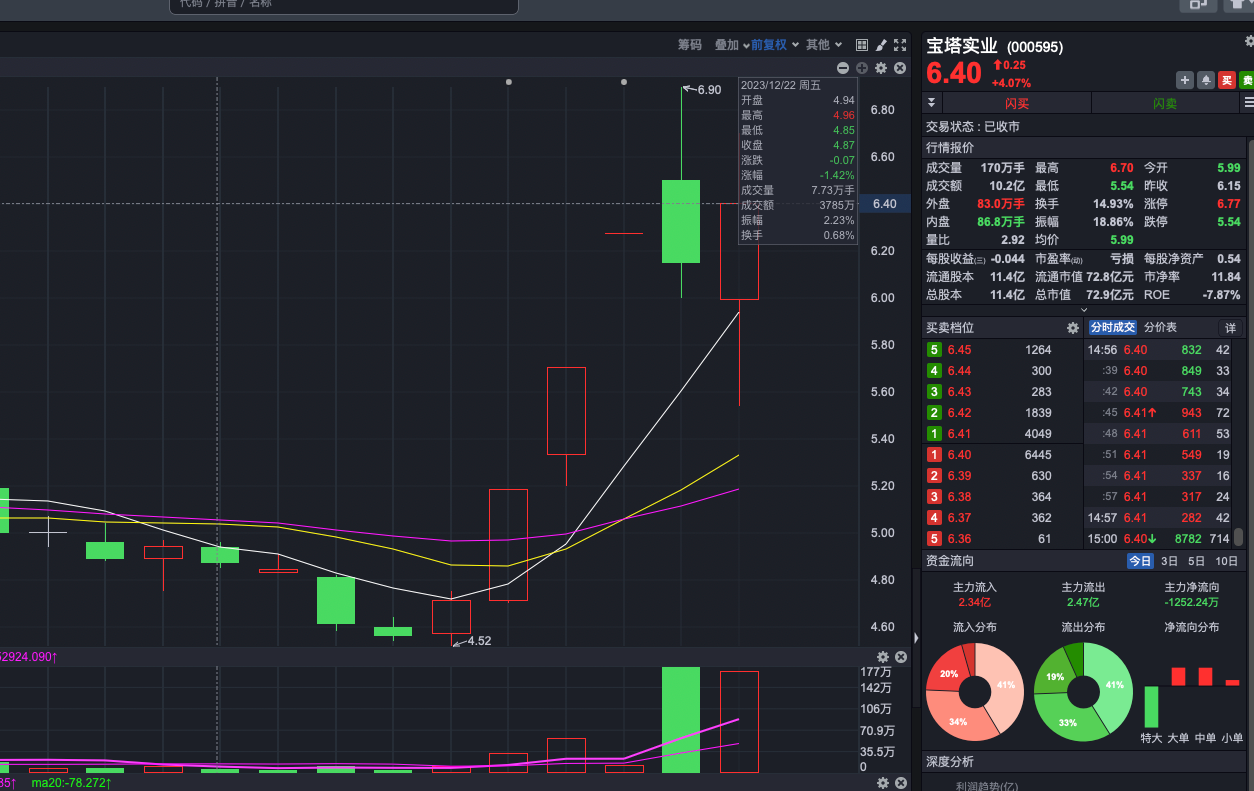 代码 / 拼音 / 名称
筹码 叠加 前复权 其他
宝塔实业 (000595)
6.40 0.25
+4.07%
买 卖
闪买 闪卖
交易状态 : 已收市
行情报价
成交量 170万手 最高 6.70 今开 5.99
成交额 10.2亿 最低 5.54 昨收 6.15
外盘 83.0万手 换手 14.93% 涨停 6.77
内盘 86.8万手 振幅 18.86% 跌停 5.54
量比 2.92 均价 5.99
每股收益(三) -0.044 市盈率(动) 亏损 每股净资产 0.54
流通股本 11.4亿 流通市值 72.8亿元 市净率 11.84
总股本 11.4亿 总市值 72.9亿元 ROE -7.87%
2023/12/22 周五
开盘 4.94
最高 4.96
最低 4.85
收盘 4.87
涨跌 -0.07
涨幅 -1.42%
成交量 7.73万手
成交额 3785万
振幅 2.23%
换手 0.68%
6.90
4.52
6.80
6.60
6.40
6.20
6.00
5.80
5.60
5.40
5.20
5.00
4.80
4.60
买卖档位 分时成交 分价表 详
5 6.45 1264 14:56 6.40 832 42
4 6.44 300 :39 6.40 849 33
3 6.43 283 :42 6.40 743 34
2 6.42 1839 :45 6.41↑ 943 72
1 6.41 4049 :48 6.41 611 53
1 6.40 6445 :51 6.41 549 19
2 6.39 630 :54 6.41 337 16
3 6.38 364 :57 6.41 317 24
4 6.37 362 14:57 6.41 282 42
5 6.36 61 15:00 6.40↓ 8782 714
资金流向 今日 3日 5日 10日
主力流入 主力流出 主力净流向
2.34亿 2.47亿 -1252.24万
流入分布 流出分布 净流向分布
20% 41% 34%
19% 41% 33%
特大 大单 中单 小单
深度分析
利润趋势(亿)
52924.090↑
177万
142万
106万
70.9万
35.5万
0
35↑ ma20:-78.272↑